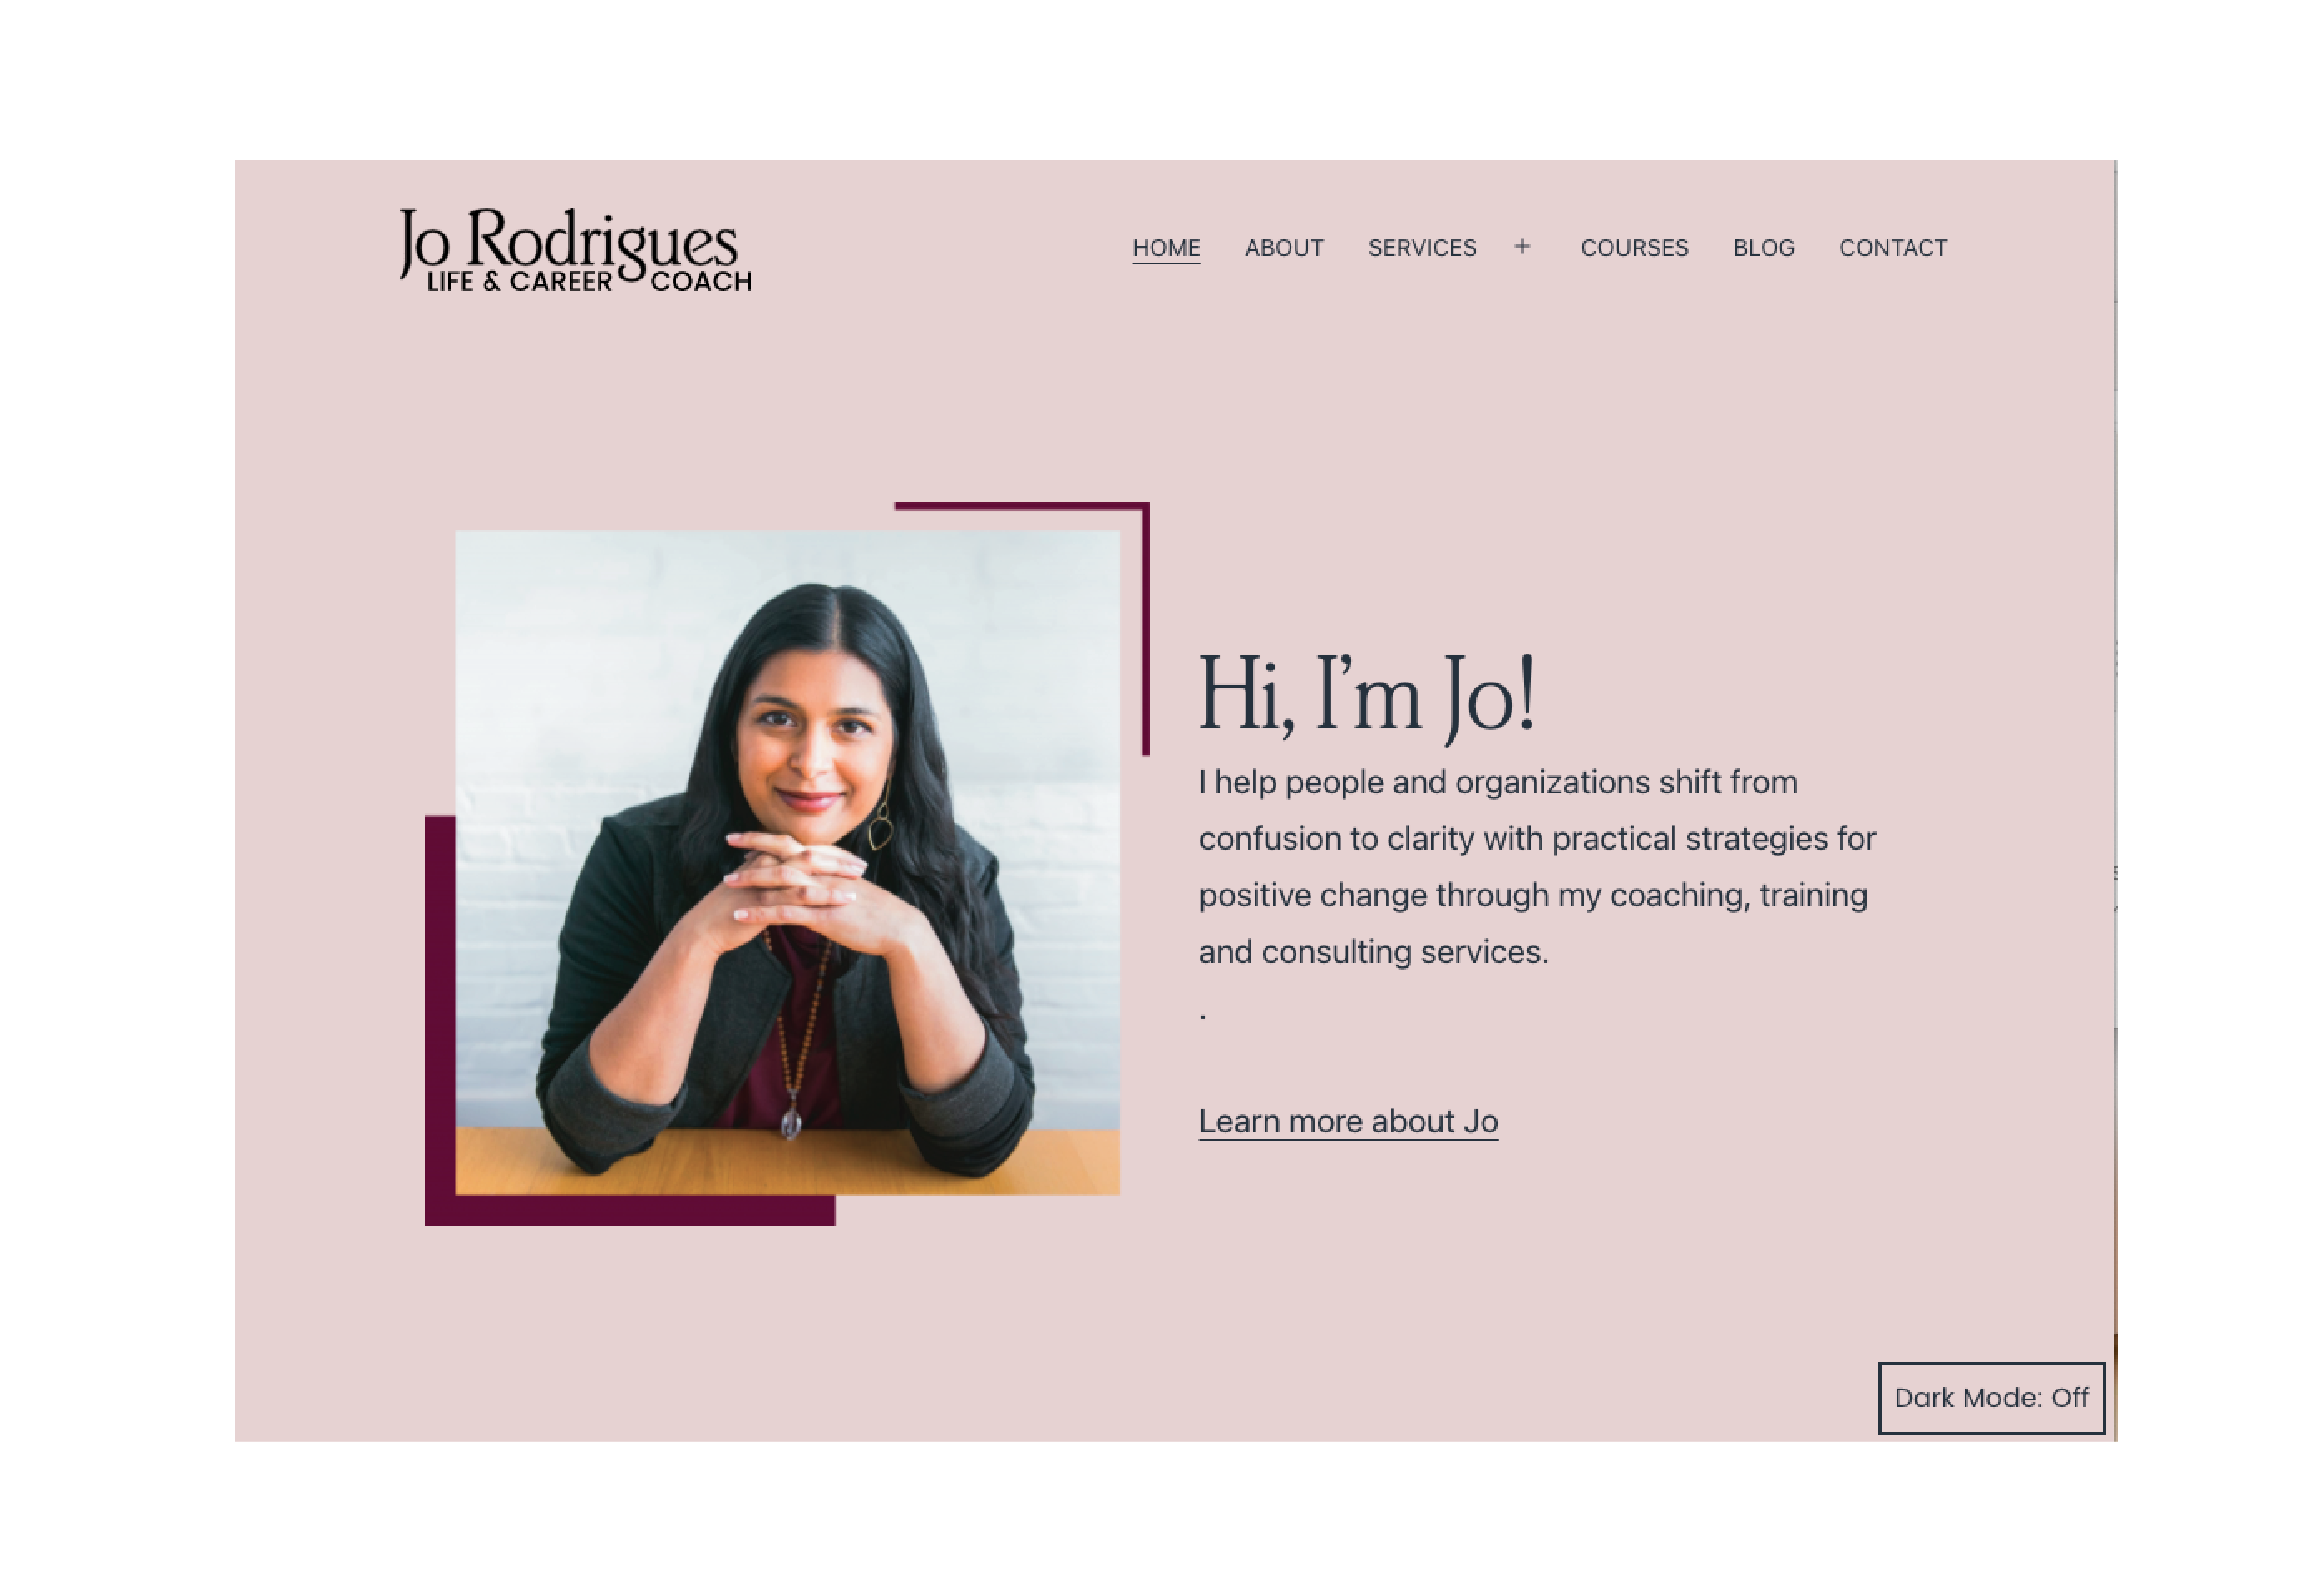 Jo Rodrigues
LIFE & CAREER COACH
HOME ABOUT SERVICES + COURSES BLOG CONTACT
Hi, I’m Jo!
I help people and organizations shift from
confusion to clarity with practical strategies for
positive change through my coaching, training
and consulting services.
.
Learn more about Jo
Dark Mode: Off